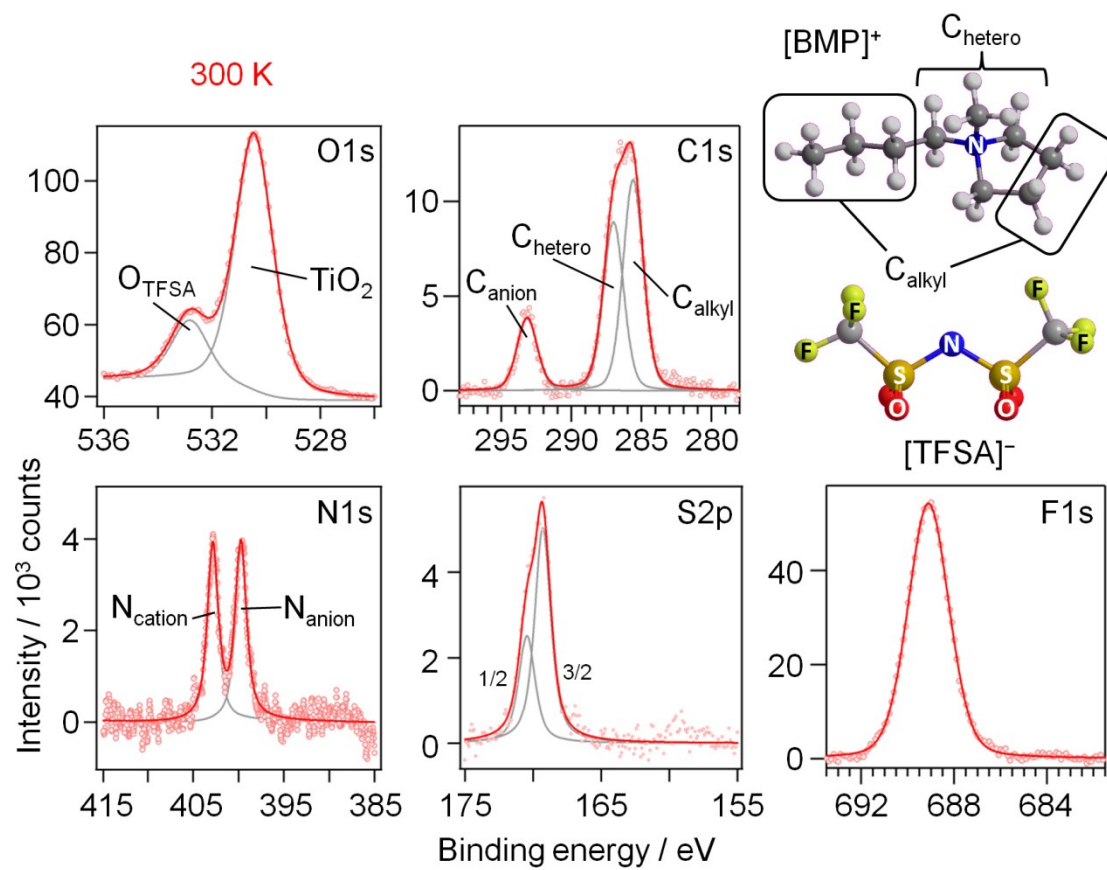 300 K
[BMP]⁺
C_hetero
O1s
100
80
60
40
O_TFSA
TiO₂
536
532
528
C1s
10
5
0
C_hetero
C_anion
C_alkyl
295
290
285
280
N
C_alkyl
F
F
F
F
N
S
S
O
O
[TFSA]⁻
Intensity / 10³ counts
N1s
4
2
0
N_cation
N_anion
415
405
395
385
S2p
4
2
0
1/2
3/2
175
165
155
F1s
40
20
0
692
688
684
Binding energy / eV